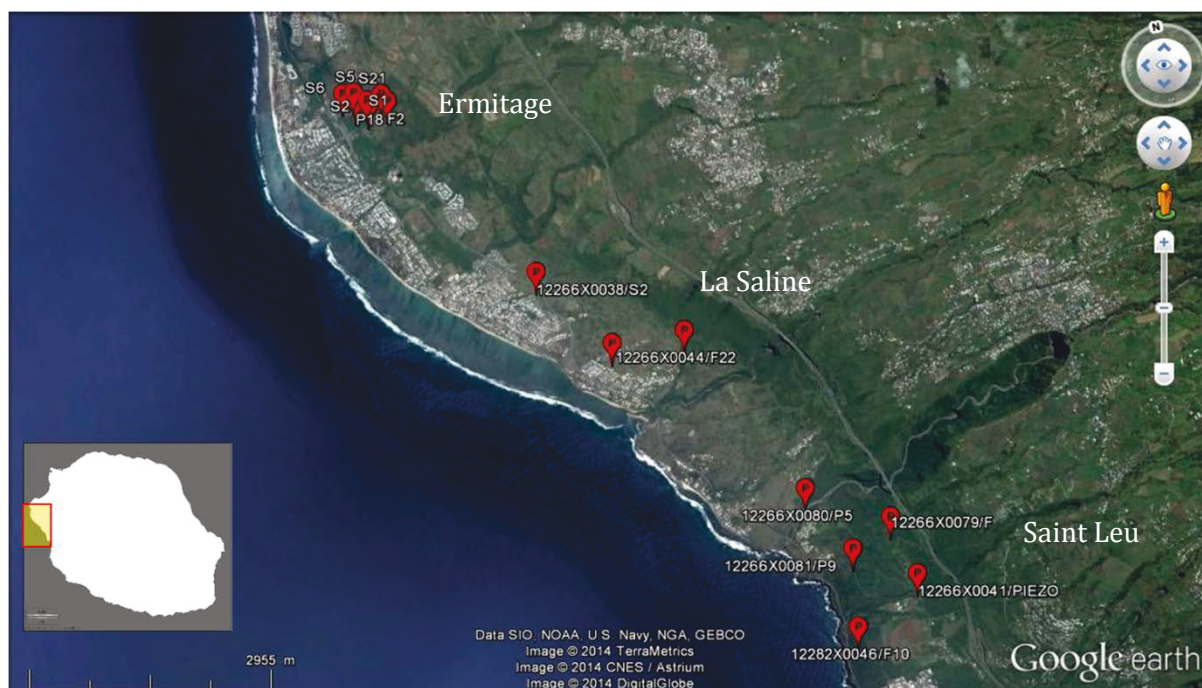 N
S5 S21
S6
Ermitage
S2 S1
P18 F2
La Saline
12266X0038/S2
12266X0044/F22
12266X0080/P5
12266X0079/F
Saint Leu
12266X0081/P9
12266X0041/PIEZO
12282X0046/F10
Data SIO, NOAA, U.S. Navy, NGA, GEBCO
Image © 2014 TerraMetrics
Image © 2014 CNES / Astrium
Image © 2014 DigitalGlobe
2955 m
Google earth